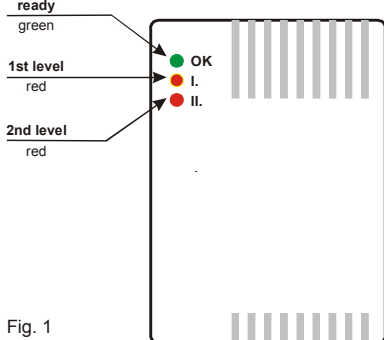 ready
green
OK
1st level
red
I.
II.
2nd level
red
Fig. 1